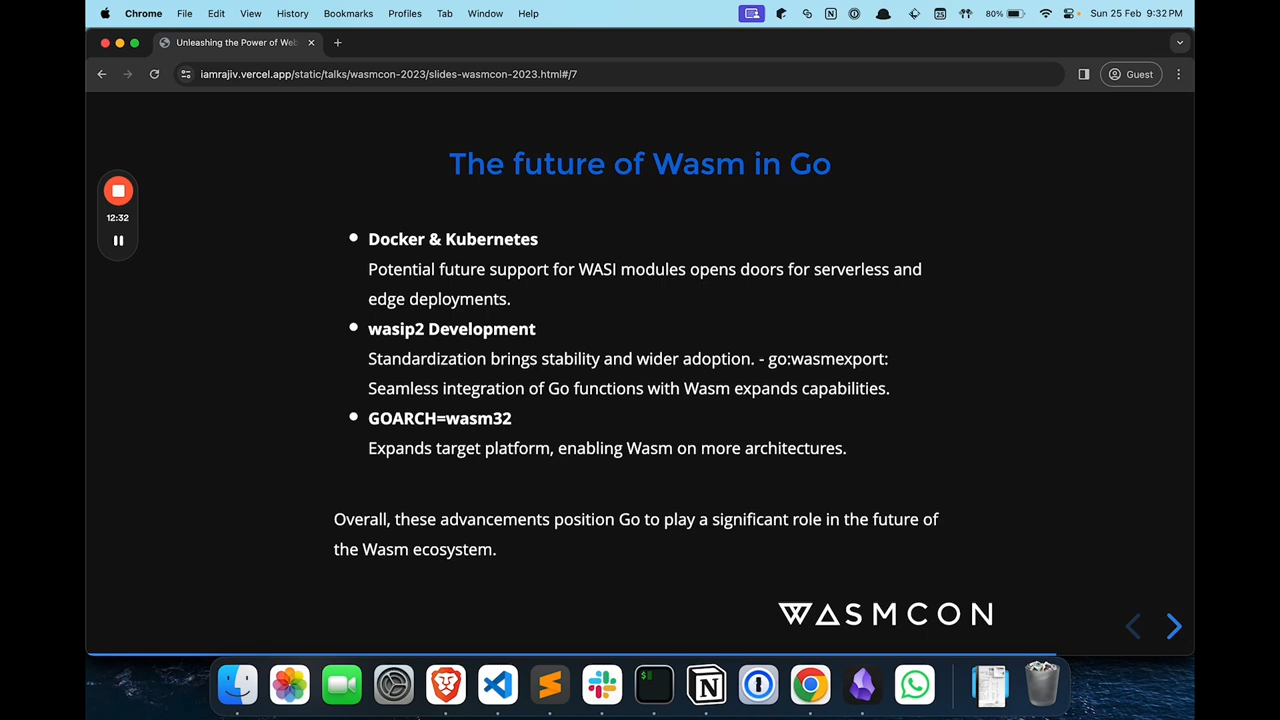 Chrome File Edit View History Bookmarks Profiles Tab Window Help 80% Sun 25 Feb 9:32 PM
Unleashing the Power of Web
iamrajiv.vercel.app/static/talks/wasmcon-2023/slides-wasmcon-2023.html#/7 Guest
The future of Wasm in Go
12:32
Docker & Kubernetes
Potential future support for WASI modules opens doors for serverless and
edge deployments.
wasip2 Development
Standardization brings stability and wider adoption. - go:wasmexport:
Seamless integration of Go functions with Wasm expands capabilities.
GOARCH=wasm32
Expands target platform, enabling Wasm on more architectures.
Overall, these advancements position Go to play a significant role in the future of
the Wasm ecosystem.
WASMCON